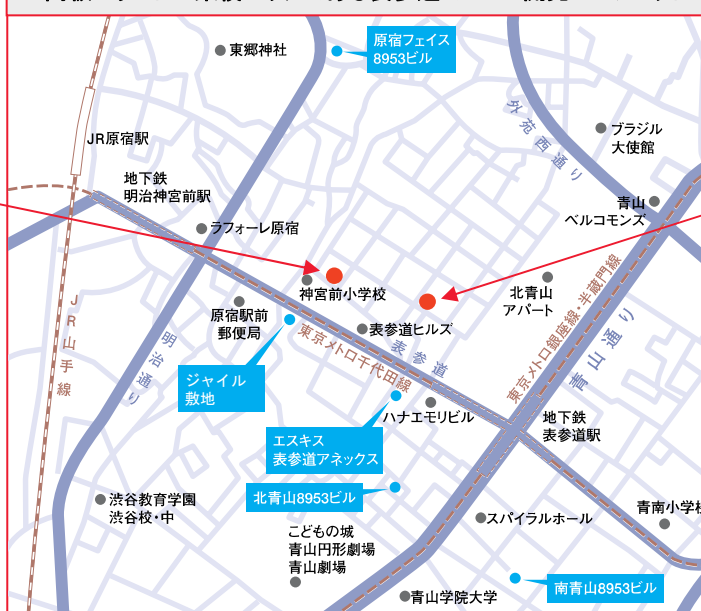 原宿フェイス
8953ビル
東郷神社
外苑西通り
ブラジル
大使館
JR原宿駅
地下鉄
明治神宮前駅
青山
ベルコモンズ
ラフォーレ原宿
神宮前小学校
北青山
アパート
東京メトロ銀座線・半蔵門線
青山通り
JR山手線
明治通り
原宿駅前
郵便局
表参道ヒルズ
表参道
東京メトロ千代田線
ジャイル
敷地
ハナエモリビル
地下鉄
表参道駅
エスキス
表参道アネックス
北青山8953ビル
渋谷教育学園
渋谷校・中
スパイラルホール
青南小学校
こどもの城
青山円形劇場
青山劇場
南青山8953ビル
青山学院大学